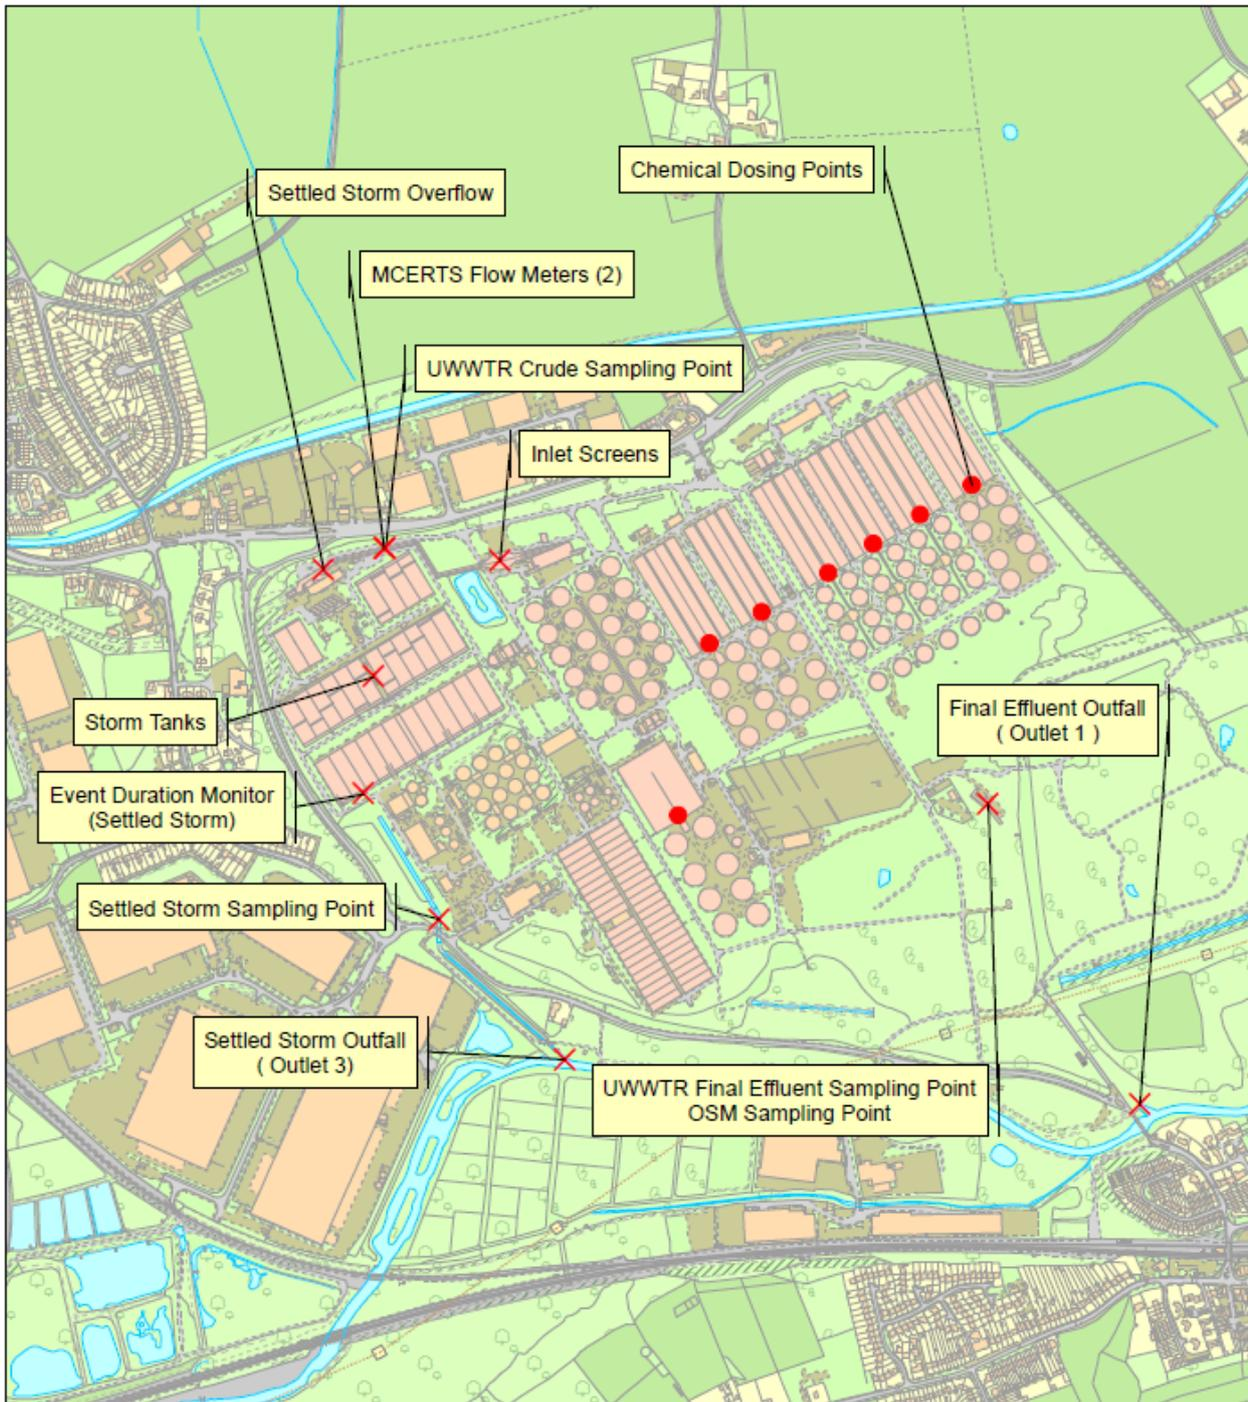 Chemical Dosing Points
Settled Storm Overflow
MCERTS Flow Meters (2)
UWWTR Crude Sampling Point
Inlet Screens
Storm Tanks
Final Effluent Outfall
( Outlet 1 )
Event Duration Monitor
(Settled Storm)
Settled Storm Sampling Point
Settled Storm Outfall
( Outlet 3)
UWWTR Final Effluent Sampling Point
OSM Sampling Point